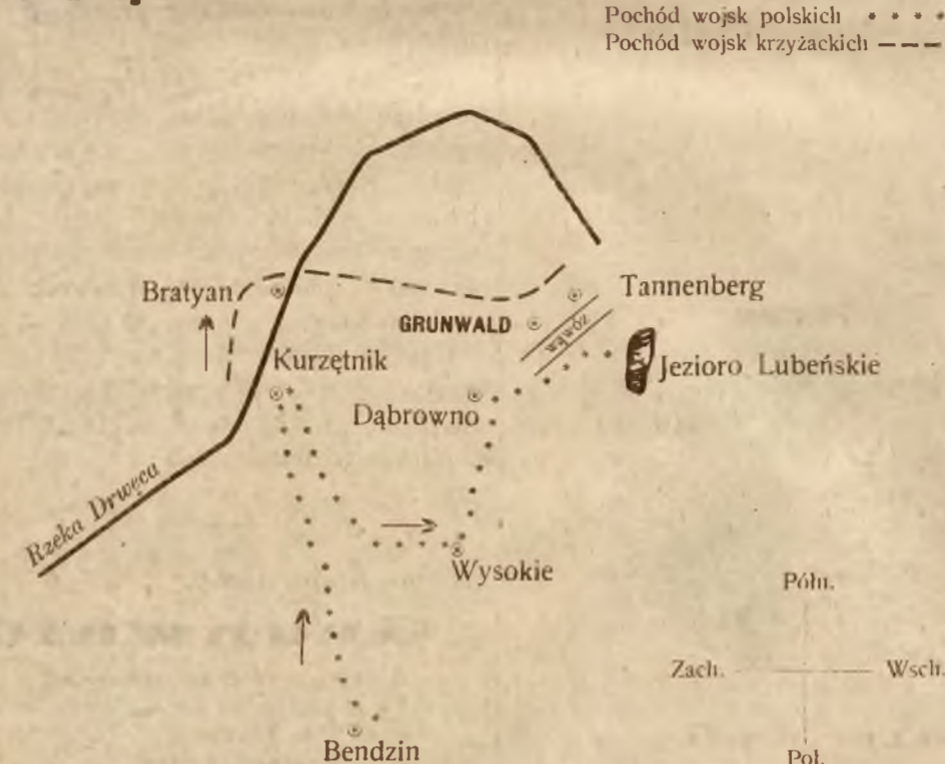 Pochód wojsk polskich
Pochód wojsk krzyżackich
Bratyan
Tannenberg
GRUNWALD
wąwóz
Kurzętnik
Jezioro Lubeńskie
Dąbrowno
Rzeka Drwęca
Wysokie
Półn.
Zach.
Wsch.
Bendzin
Poł.